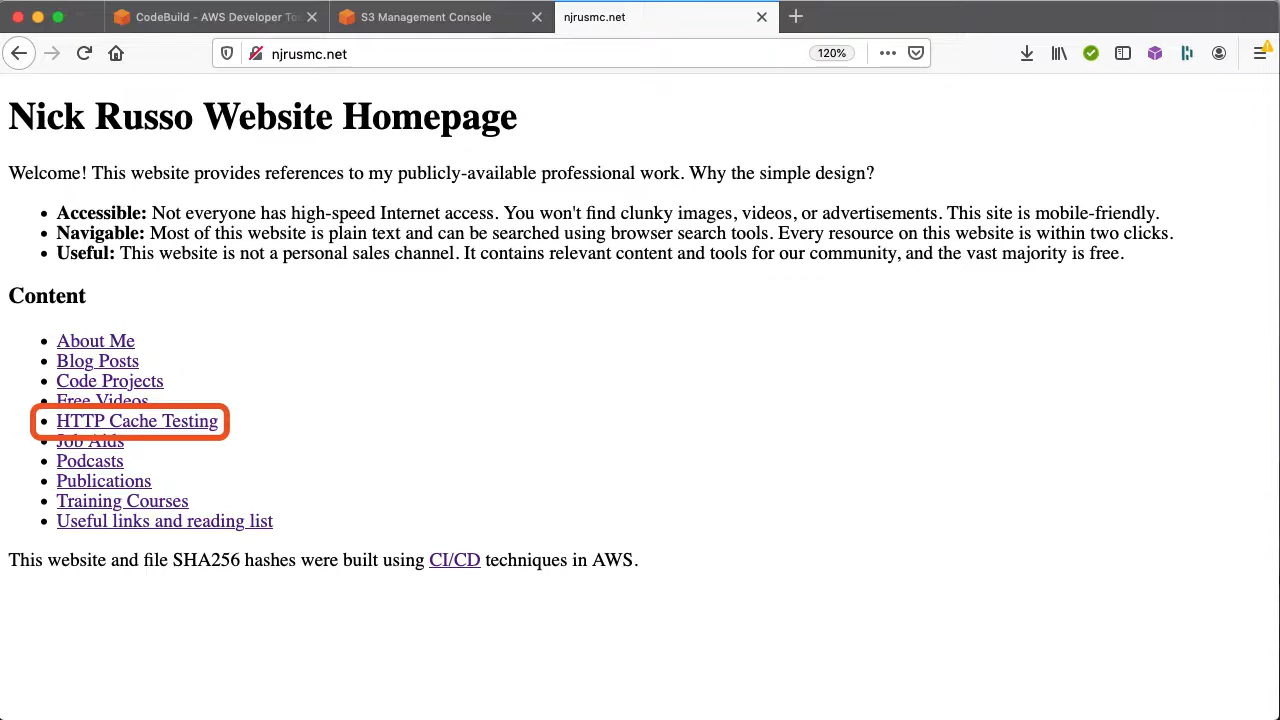 CodeBuild - AWS Developer To
S3 Management Console
njrusmc.net
njrusmc.net
120%
Nick Russo Website Homepage
Welcome! This website provides references to my publicly-available professional work. Why the simple design?
Accessible: Not everyone has high-speed Internet access. You won't find clunky images, videos, or advertisements. This site is mobile-friendly.
Navigable: Most of this website is plain text and can be searched using browser search tools. Every resource on this website is within two clicks.
Useful: This website is not a personal sales channel. It contains relevant content and tools for our community, and the vast majority is free.
Content
About Me
Blog Posts
Code Projects
Free Videos
HTTP Cache Testing
Job Aids
Podcasts
Publications
Training Courses
Useful links and reading list
This website and file SHA256 hashes were built using CI/CD techniques in AWS.